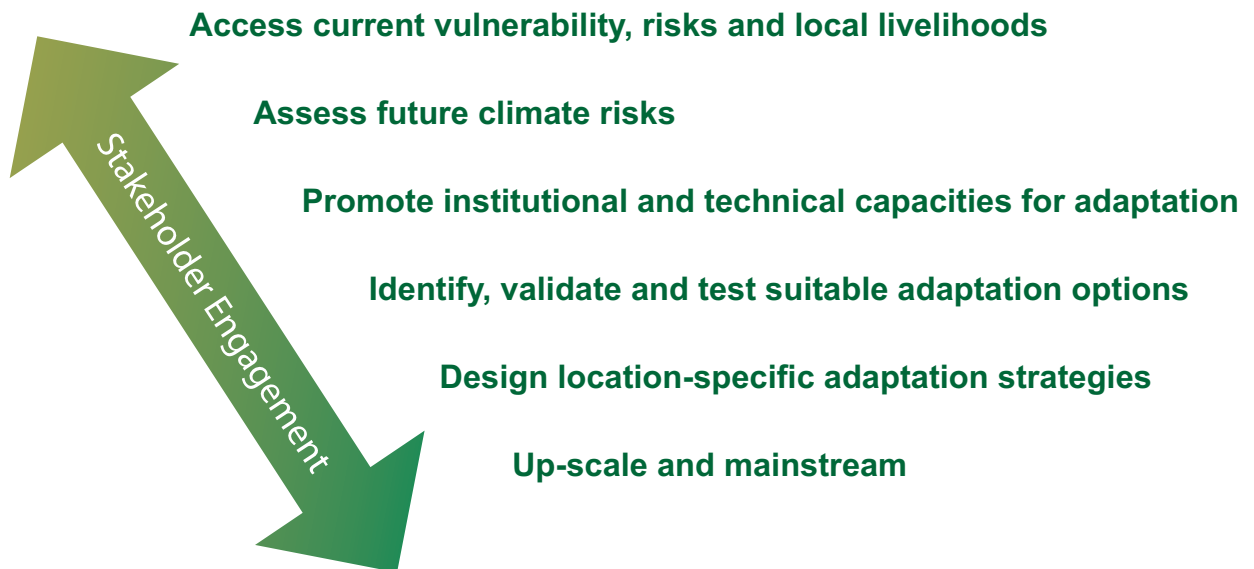 Access current vulnerability, risks and local livelihoods
Assess future climate risks
Promote institutional and technical capacities for adaptation
Identify, validate and test suitable adaptation options
Design location-specific adaptation strategies
Up-scale and mainstream
Stakeholder Engagement